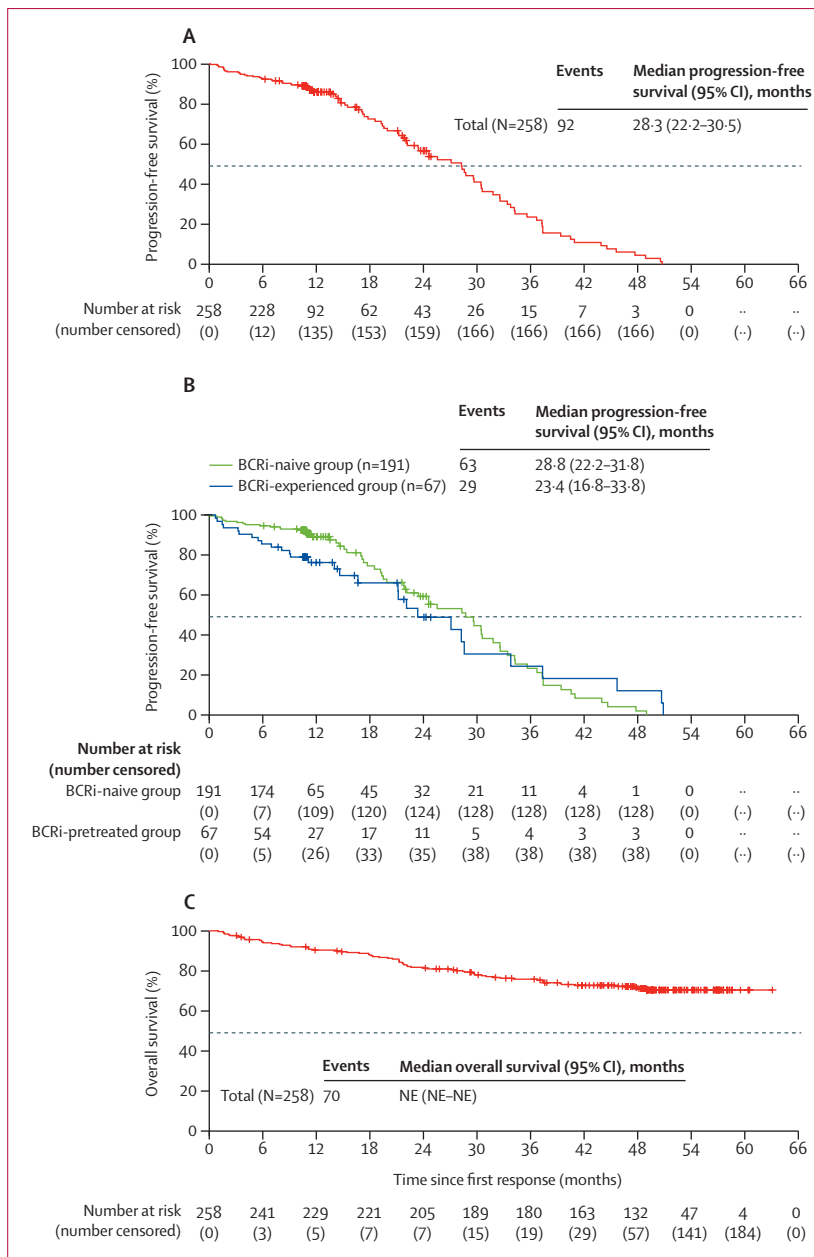 A
Events Median progression-free
survival (95% CI), months
Total (N=258) 92 28·3 (22·2–30·5)
Progression-free survival (%)
100
80
60
40
20
0
0 6 12 18 24 30 36 42 48 54 60 66
Number at risk 258 228 92 62 43 26 15 7 3 0 ·· ··
(number censored) (0) (12) (135) (153) (159) (166) (166) (166) (166) (0) (··) (··)
B
Events Median progression-free
survival (95% CI), months
BCRi-naive group (n=191) 63 28·8 (22·2–31·8)
BCRi-experienced group (n=67) 29 23·4 (16·8–33·8)
Progression-free survival (%)
100
80
60
40
20
0
0 6 12 18 24 30 36 42 48 54 60 66
Number at risk
(number censored)
BCRi-naive group 191 174 65 45 32 21 11 4 1 0 ·· ··
(0) (7) (109) (120) (124) (128) (128) (128) (128) (0) (··) (··)
BCRi-pretreated group 67 54 27 17 11 5 4 3 3 0 ·· ··
(0) (5) (26) (33) (35) (38) (38) (38) (38) (0) (··) (··)
C
Overall survival (%)
100
80
60
40
20
0
Events Median overall survival (95% CI), months
Total (N=258) 70 NE (NE–NE)
0 6 12 18 24 30 36 42 48 54 60 66
Time since first response (months)
Number at risk 258 241 229 221 205 189 180 163 132 47 4 0
(number censored) (0) (3) (5) (7) (7) (15) (19) (29) (57) (141) (184) (0)